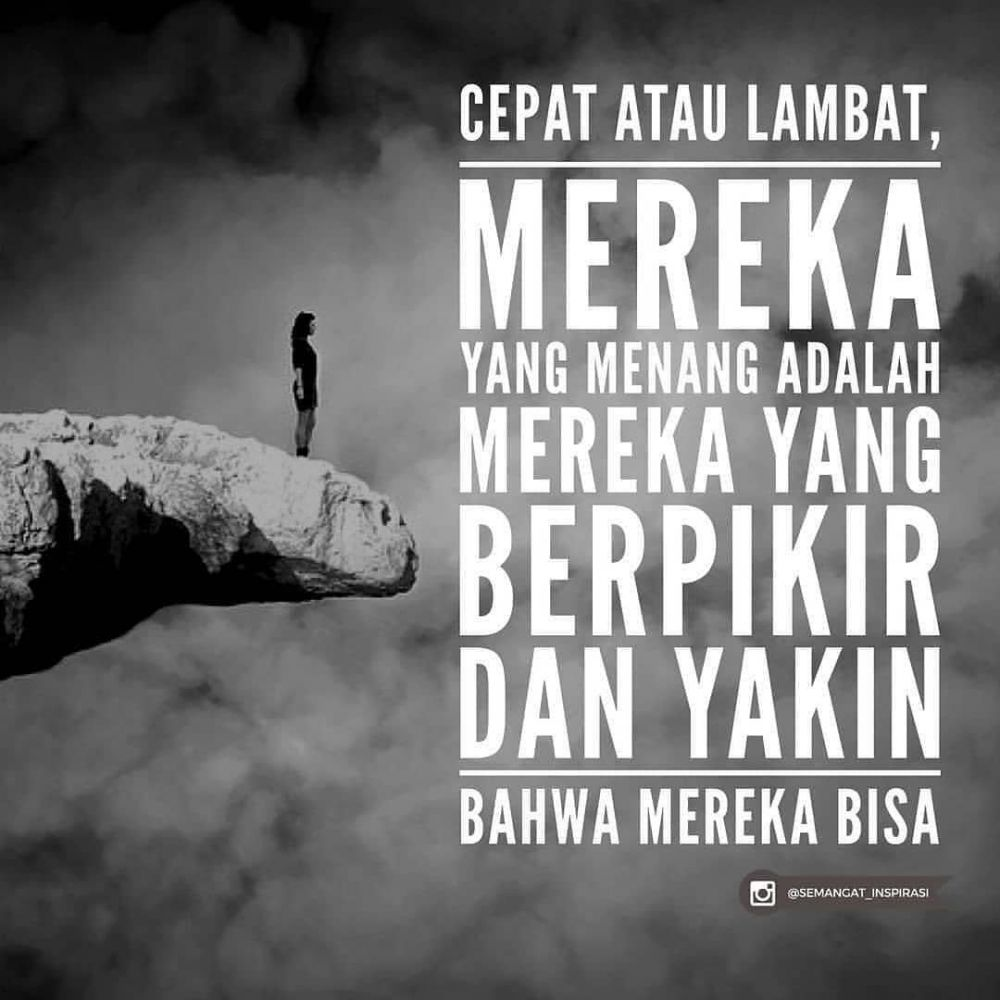 CEPAT ATAU LAMBAT,
MEREKA
YANG MENANG ADALAH
MEREKA YANG
BERPIKIR
DAN YAKIN
BAHWA MEREKA BISA
@SEMANGAT_INSPIRASI